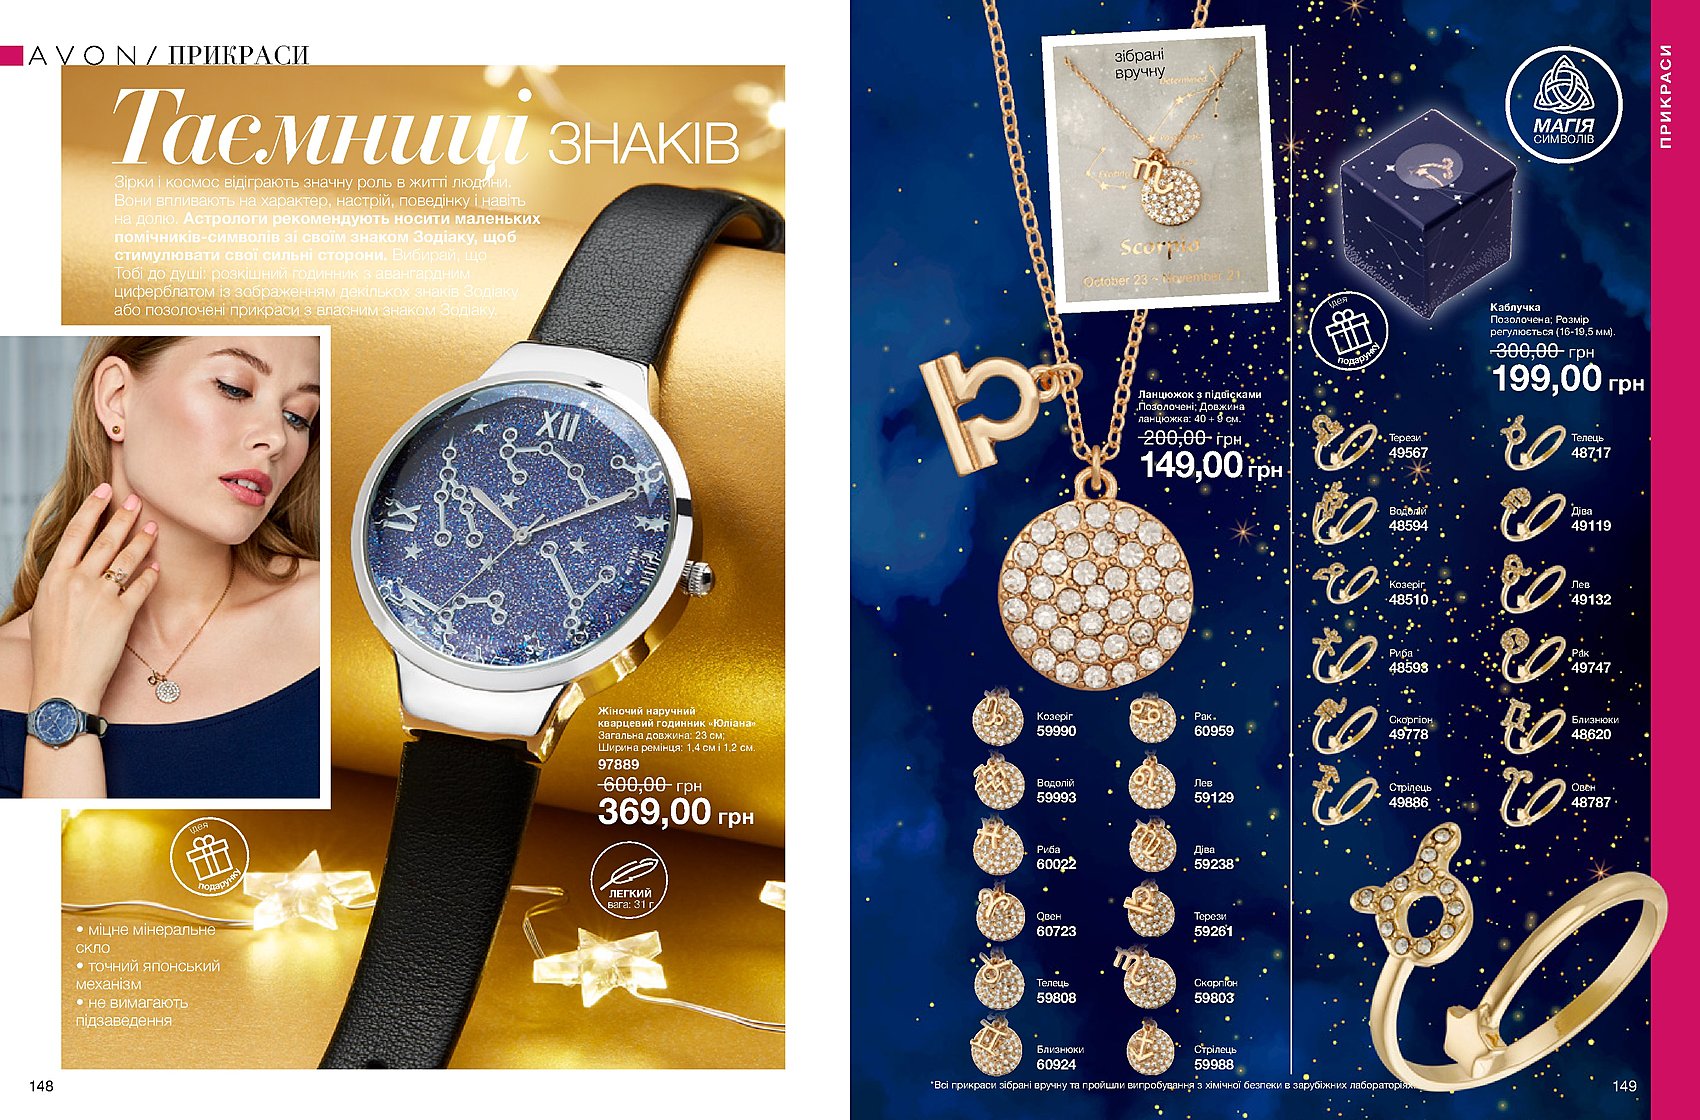 AVON/ ПРИКРАСИ
Таємниці ЗНАКІВ
Зірки і космос відіграють значну роль в житті людини.
Вони впливають на характер, настрій, поведінку і навіть
на долю. Астрологи рекомендують носити маленьких
помічників-символів зі своїм знаком Зодіаку, щоб
стимулювати свої сильні сторони. Вибирай, що
Тобі до душі: розкішний годинник з авангардним
циферблатом із зображенням декількох знаків Зодіаку
або позолочені прикраси з власним знаком Зодіаку.
XII
IX
Жіночий наручний
кварцевий годинник «Юліана»
Загальна довжина: 23 см;
Ширина ремінця: 1,4 см і 1,2 см.
97889
600,00 грн
369,00 грн
ЛЕГКИЙ
вага: 31 г
ідея
подарунку
• міцне мінеральне
скло
• точний японський
механізм
• не вимагають
підзаведення
148
зібрані
вручну
Determined
Passionate
Scorpio
October 23 ~ November 21
МАГІЯ
СИМВОЛІВ
ПРИКРАСИ
ідея
подарунку
Каблучка
Позолочена; Розмір
регулюється (16-19,5 мм).
300,00 грн
199,00 грн
Ланцюжок з підвісками
Позолочені; Довжина
ланцюжка: 40 + 9 см.
200,00 грн
149,00 грн
Терези
49567
Телець
48717
Водолій
48594
Діва
49119
Козеріг
48510
Лев
49132
Риба
48593
Рак
49747
Скорпіон
49778
Близнюки
48620
Стрілець
49886
Овен
48787
Козеріг
59990
Рак
60959
Водолій
59993
Лев
59129
Риба
60022
Діва
59238
Овен
60723
Терези
59261
Телець
59808
Скорпіон
59803
Близнюки
60924
Стрілець
59988
*Всі прикраси зібрані вручну та пройшли випробування з хімічної безпеки в зарубіжних лабораторіях.
149